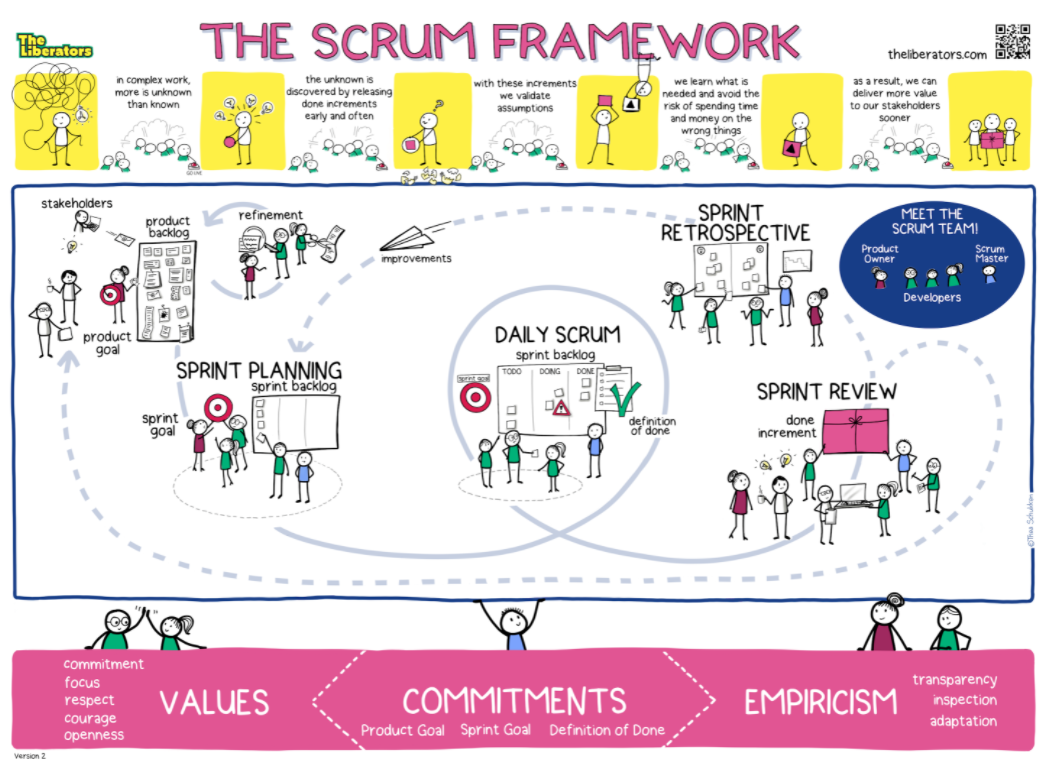 The
Liberators
THE SCRUM FRAMEWORK
theliberators.com
in complex work,
more is unknown
than known
the unknown is
discovered by releasing
done increments
early and often
with these increments
we validate
assumptions
we learn what is
needed and avoid the
risk of spending time
and money on the
wrong things
as a result, we can
deliver more value
to our stakeholders
sooner
GO LIVE
stakeholders
product
backlog
refinement
improvements
product
goal
SPRINT
RETROSPECTIVE
MEET THE
SCRUM TEAM!
Product
Owner
Scrum
Master
Developers
SPRINT PLANNING
sprint backlog
sprint
goal
DAILY SCRUM
sprint backlog
sprint goal
TODO
DOING
DONE
definition
of done
SPRINT REVIEW
done
increment
©Thea Schukken
commitment
focus
respect
courage
openness
VALUES
COMMITMENTS
Product Goal Sprint Goal Definition of Done
EMPIRICISM
transparency
inspection
adaptation
Version 2